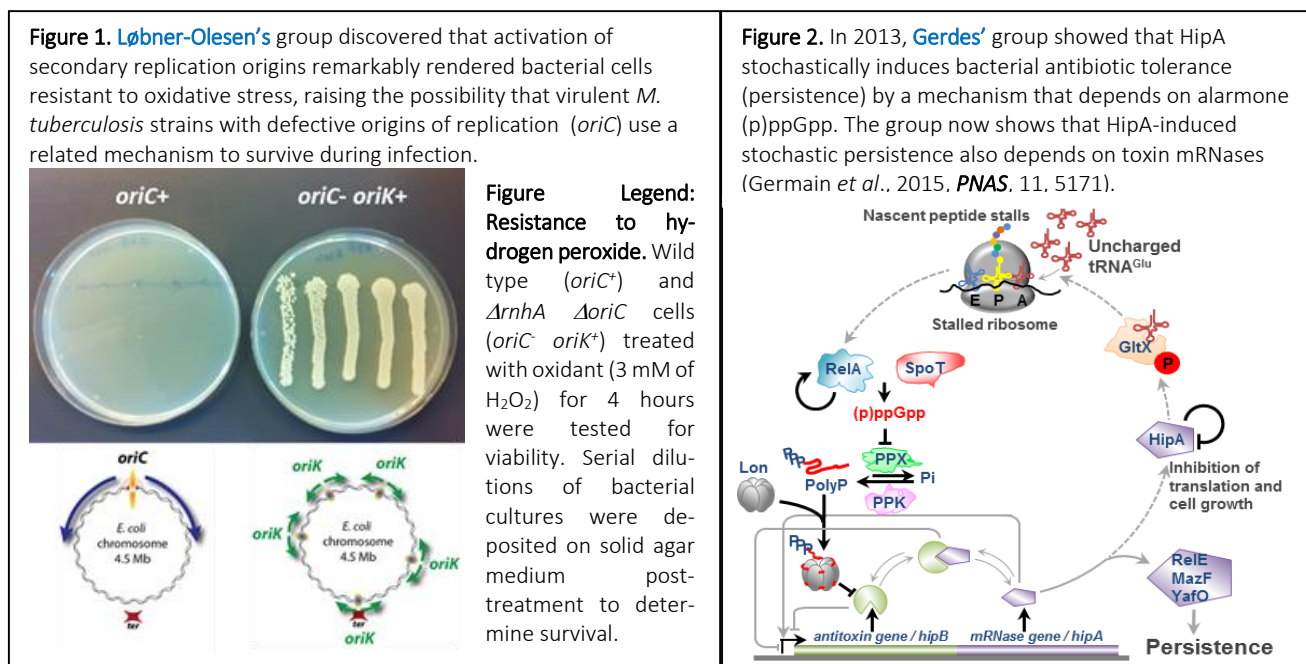 Figure 1. Løbner-Olesen's group discovered that activation of
secondary replication origins remarkably rendered bacterial cells
resistant to oxidative stress, raising the possibility that virulent M.
tuberculosis strains with defective origins of replication (oriC) use a
related mechanism to survive during infection.
oriC+
oriC- oriK+
Figure Legend:
Resistance to hy-
drogen peroxide. Wild
type (oriC⁺) and
ΔrnhA ΔoriC cells
(oriC⁻ oriK⁺) treated
with oxidant (3 mM of
H₂O₂) for 4 hours
were tested for
viability. Serial dilu-
tions of bacterial
cultures were de-
posited on solid agar
medium post-
treatment to deter-
mine survival.
oriC
E. coli
chromosome
4.5 Mb
ter
oriK
oriK
oriK
oriK
E. coli
chromosome
4.5 Mb
ter
oriK
Figure 2. In 2013, Gerdes' group showed that HipA
stochastically induces bacterial antibiotic tolerance
(persistence) by a mechanism that depends on alarmone
(p)ppGpp. The group now shows that HipA-induced
stochastic persistence also depends on toxin mRNases
(Germain et al., 2015, PNAS, 11, 5171).
Nascent peptide stalls
Uncharged
tRNA^Glu
E P A
Stalled ribosome
GltX
P
RelA
SpoT
(p)ppGpp
HipA
PPP
PPX
Lon
PolyP
Pi
PPK
Inhibition of
translation and
cell growth
PPP
RelE
MazF
YafO
antitoxin gene / hipB
mRNase gene / hipA
Persistence